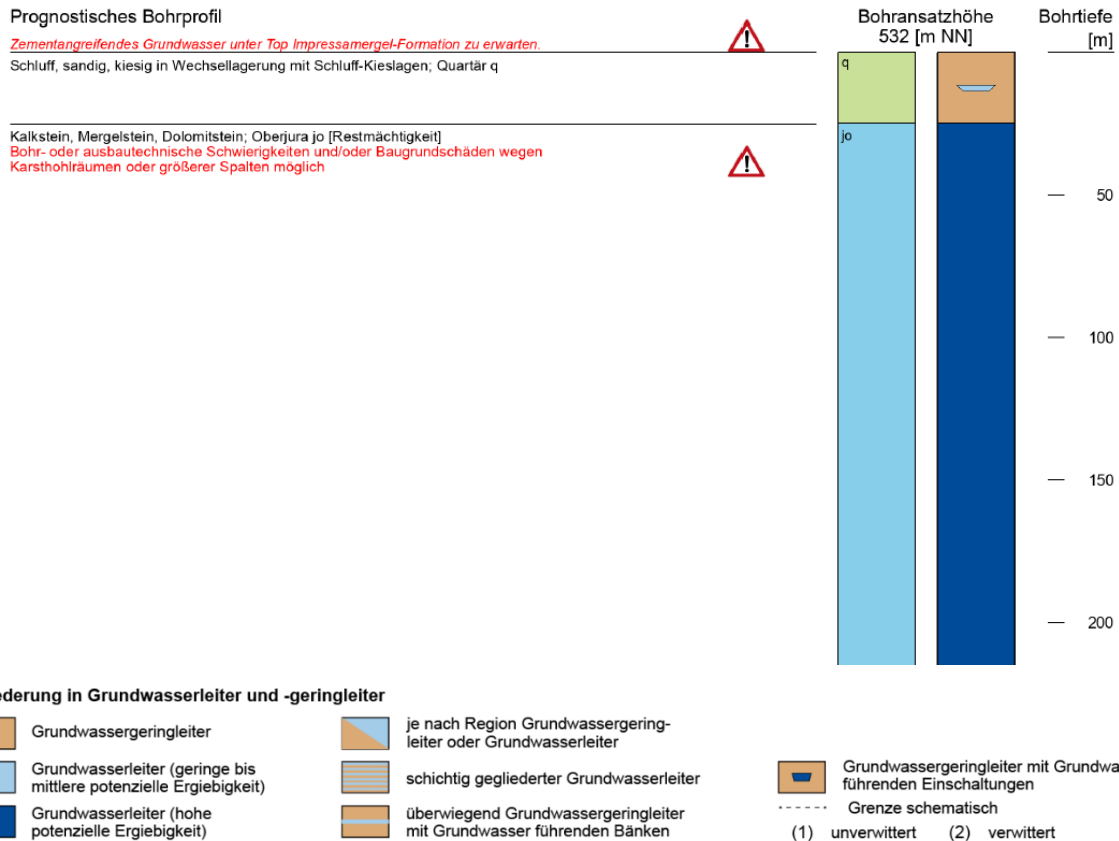 Prognostisches Bohrprofil
Bohransatzhöhe
532 [m NN]
Bohrtiefe
[m]
Zementangreifendes Grundwasser unter Top Impressamergel-Formation zu erwarten.
Schluff, sandig, kiesig in Wechsellagerung mit Schluff-Kieslagen; Quartär q
q
Kalkstein, Mergelstein, Dolomitstein; Oberjura jo [Restmächtigkeit]
Bohr- oder ausbautechnische Schwierigkeiten und/oder Baugrundschäden wegen
Karsthohlräumen oder größerer Spalten möglich
jo
50
100
150
200
ederung in Grundwasserleiter und -geringleiter
Grundwassergeringleiter
Grundwasserleiter (geringe bis
mittlere potenzielle Ergiebigkeit)
Grundwasserleiter (hohe
potenzielle Ergiebigkeit)
je nach Region Grundwassergering-
leiter oder Grundwasserleiter
schichtig gegliederter Grundwasserleiter
überwiegend Grundwassergeringleiter
mit Grundwasser führenden Bänken
Grundwassergeringleiter mit Grundwa
führenden Einschaltungen
Grenze schematisch
(1) unverwittert (2) verwittert